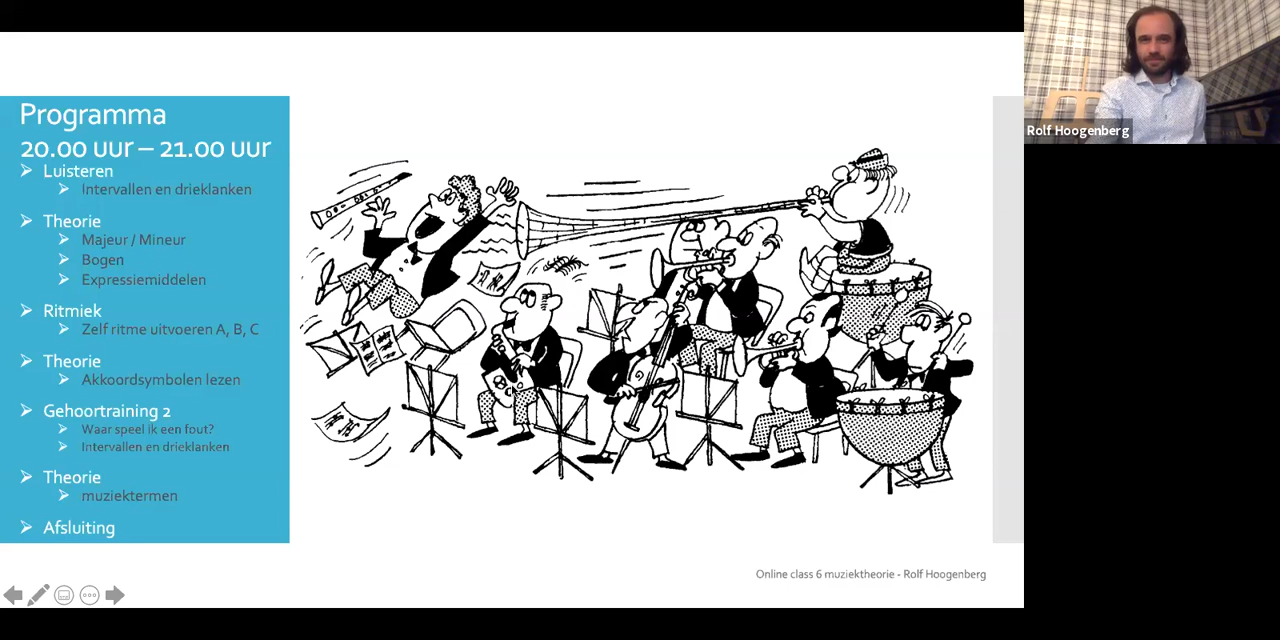 Programma
20.00 uur – 21.00 uur
Luisteren
Intervallen en drieklanken
Theorie
Majeur / Mineur
Bogen
Expressiemiddelen
Ritmiek
Zelf ritme uitvoeren A, B, C
Theorie
Akkoordsymbolen lezen
Gehoortraining 2
Waar speel ik een fout?
Intervallen en drieklanken
Theorie
muziektermen
Afsluiting
Online class 6 muziektheorie - Rolf Hoogenberg
Rolf Hoogenberg